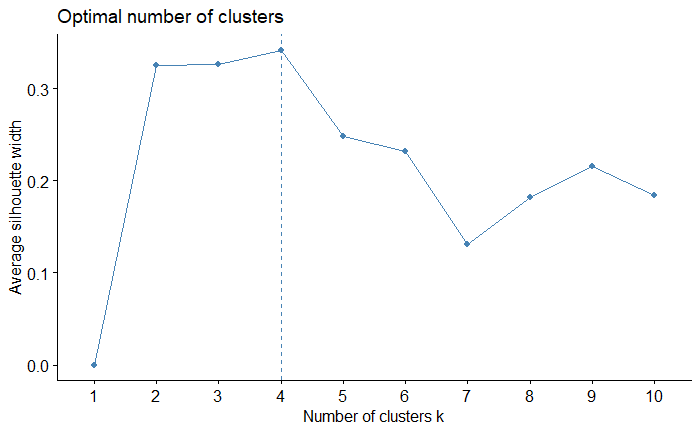 Optimal number of clusters
Average silhouette width
0.3
0.2
0.1
0.0
1 2 3 4 5 6 7 8 9 10
Number of clusters k